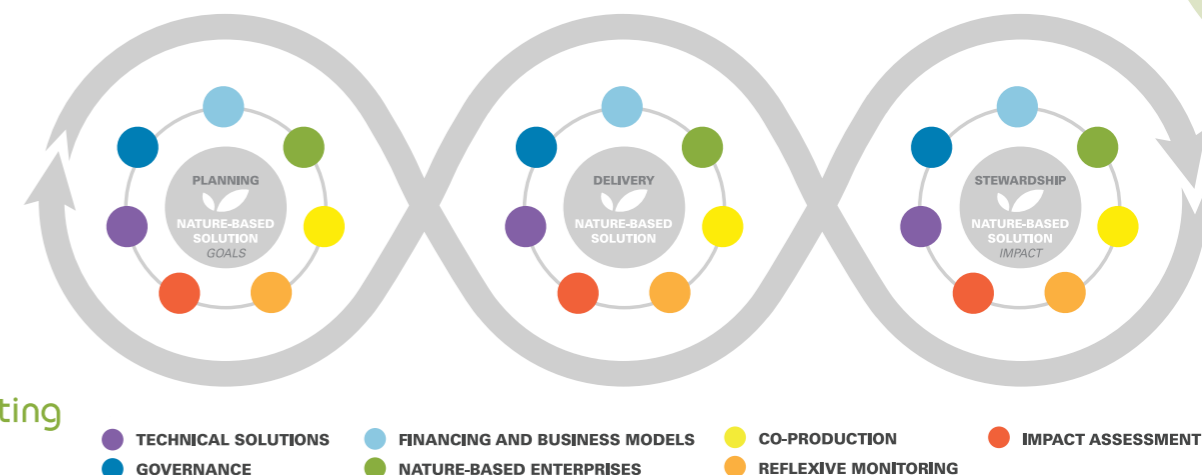 PLANNING
NATURE-BASED
SOLUTION
GOALS
DELIVERY
NATURE-BASED
SOLUTION
STEWARDSHIP
NATURE-BASED
SOLUTION
IMPACT
ting
TECHNICAL SOLUTIONS
FINANCING AND BUSINESS MODELS
CO-PRODUCTION
IMPACT ASSESSMENT
GOVERNANCE
NATURE-BASED ENTERPRISES
REFLEXIVE MONITORING